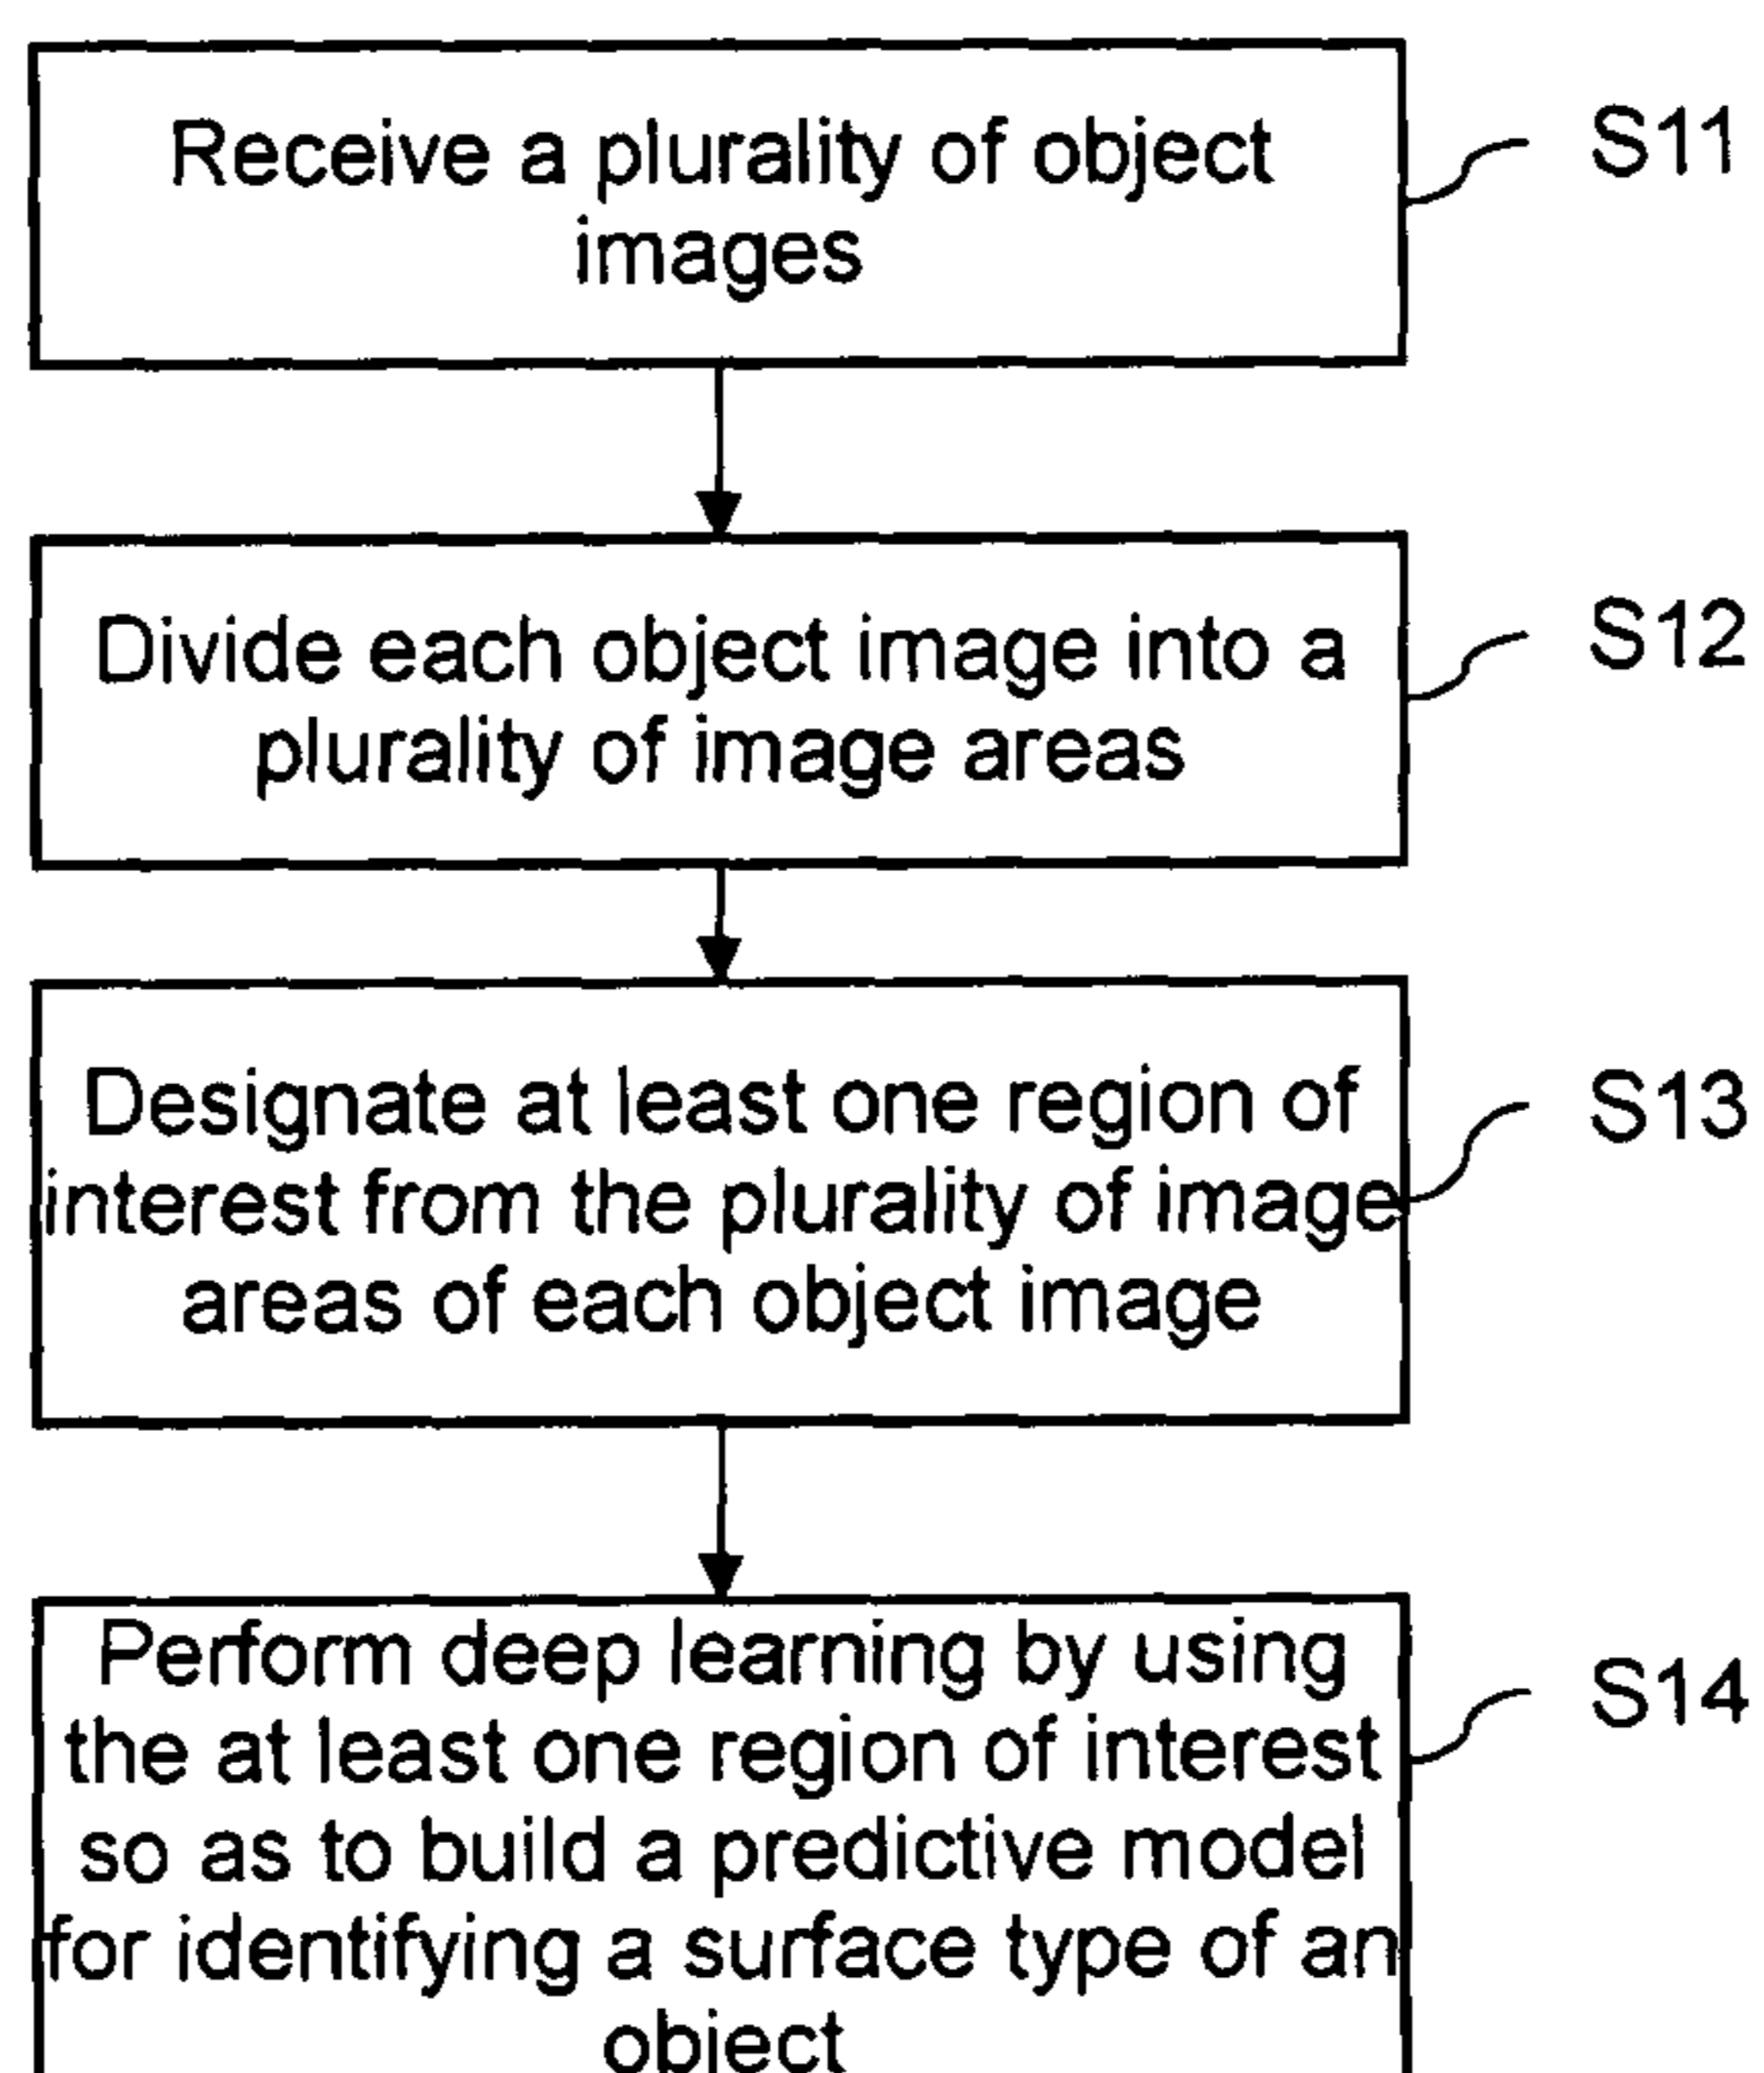 Receive a plurality of object
images
S11
Divide each object image into a
plurality of image areas
S12
Designate at least one region of
interest from the plurality of image
areas of each object image
S13
Perform deep learning by using
the at least one region of interest
so as to build a predictive model
for identifying a surface type of an
object
S14